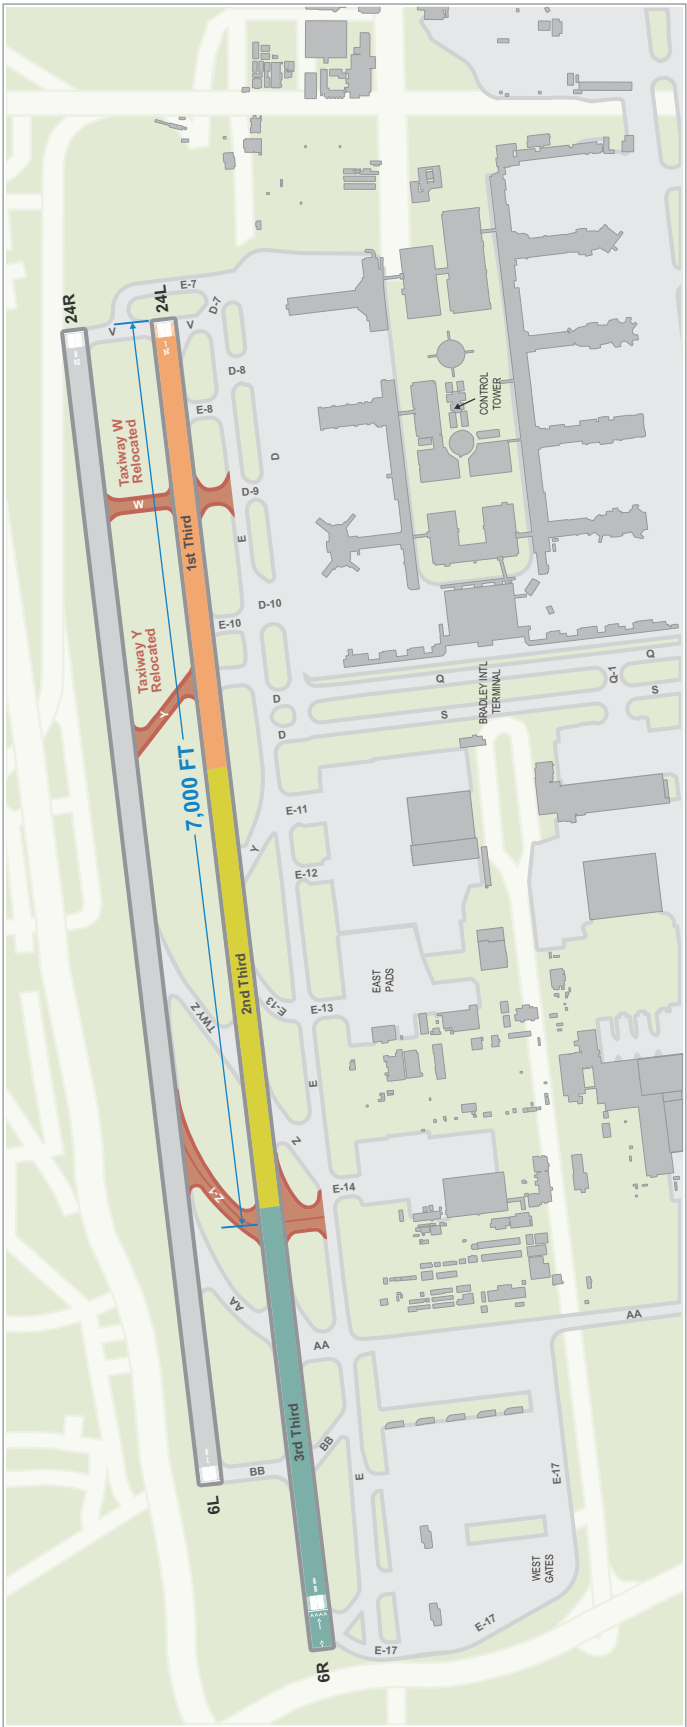 24R
24L
E-7
D-7
V
V
D-8
E-8
Taxiway W
Relocated
W
1st Third
D
D-9
E
CONTROL
TOWER
D-10
E-10
Taxiway Y
Relocated
Y
7,000 FT
D
D
Q
S
BRADLEY INTL
TERMINAL
Q-1
Q
S
E-11
Y
E-12
2nd Third
TWY Z
E-13
E-13
EAST
PADS
E
Z
Z-1
E-14
AA
AA
AA
3rd Third
BB
BB
E
E-17
6L
WEST
GATES
E-17
E-17
6R